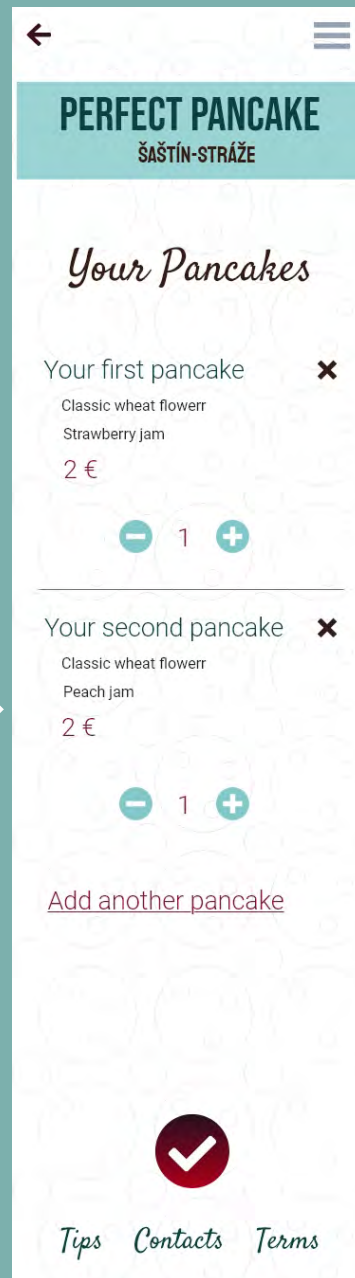 PERFECT PANCAKE
ŠAŠTÍN-STRÁŽE
Your Pancakes
Your first pancake
Classic wheat flowerr
Strawberry jam
2 €
1
Your second pancake
Classic wheat flowerr
Peach jam
2 €
1
Add another pancake
Tips Contacts Terms